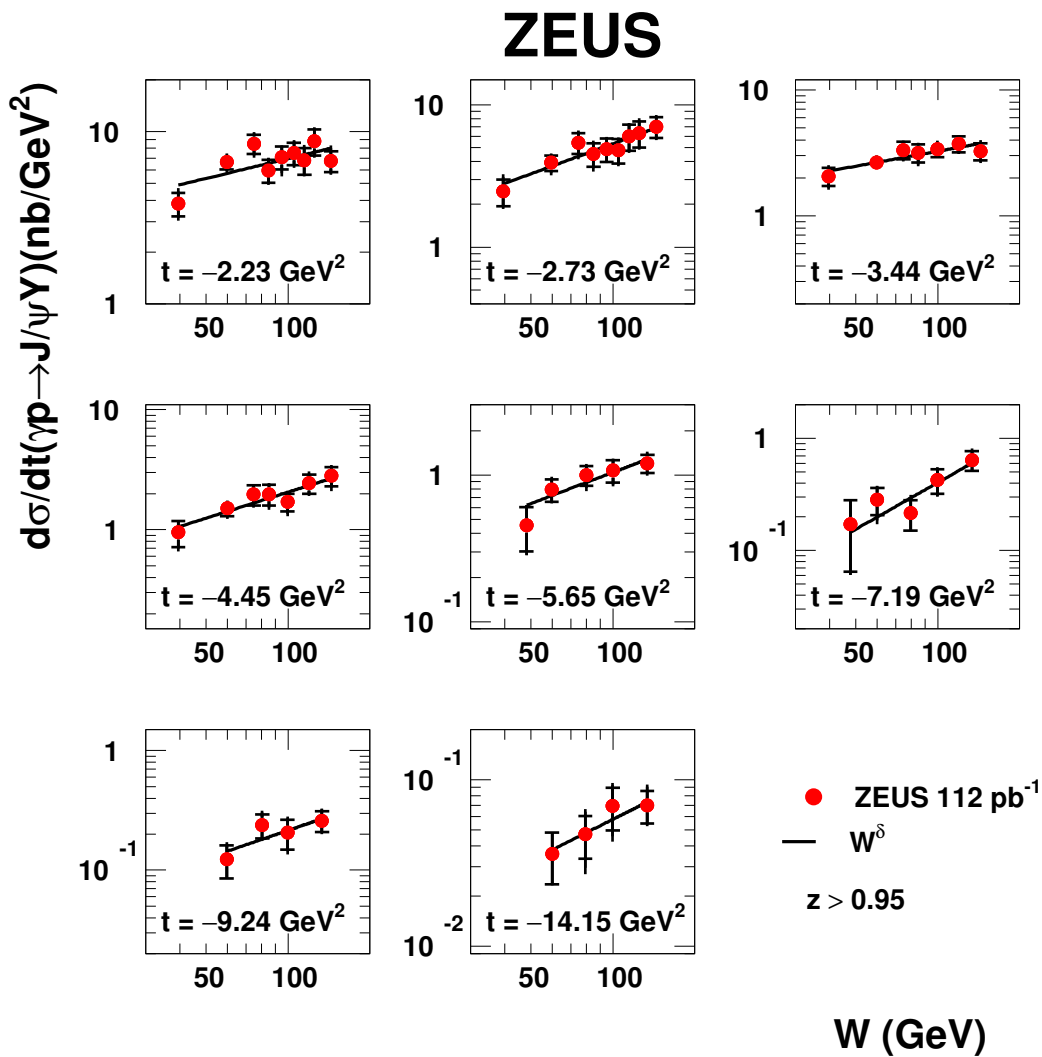 ZEUS
dσ/dt(γp→J/ψY)(nb/GeV²)
10
1
t = −2.23 GeV²
50 100
10
1
t = −2.73 GeV²
50 100
10
1
t = −3.44 GeV²
50 100
10
1
t = −4.45 GeV²
50 100
1
10⁻¹
t = −5.65 GeV²
50 100
1
10⁻¹
t = −7.19 GeV²
50 100
1
10⁻¹
t = −9.24 GeV²
50 100
10⁻¹
10⁻²
t = −14.15 GeV²
50 100
ZEUS 112 pb⁻¹
W^δ
z > 0.95
W (GeV)